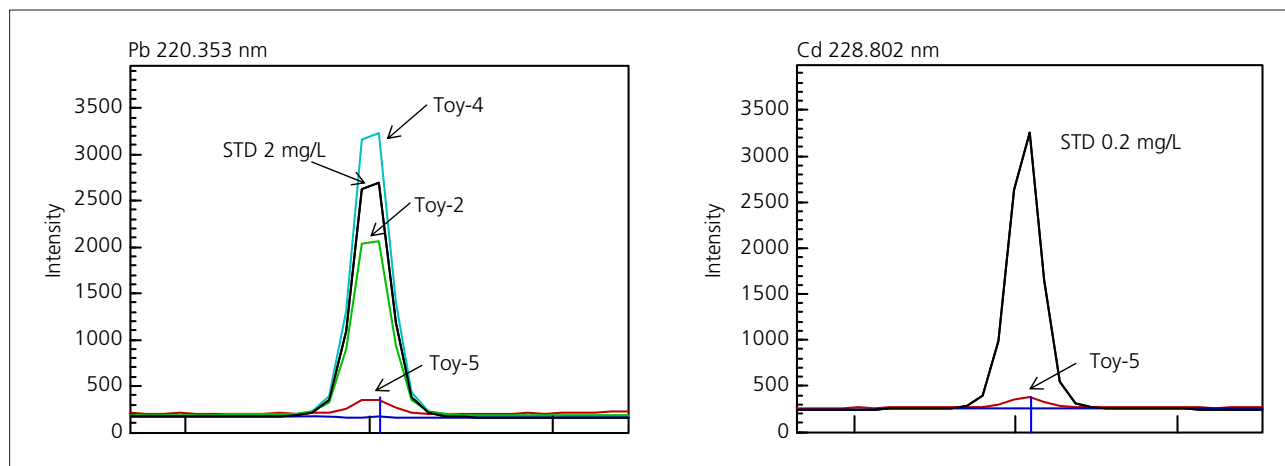 Pb 220.353 nm
3500
3000
2500
2000
1500
1000
500
0
Intensity
Toy-4
STD 2 mg/L
Toy-2
Toy-5
Cd 228.802 nm
3500
3000
2500
2000
1500
1000
500
0
Intensity
STD 0.2 mg/L
Toy-5